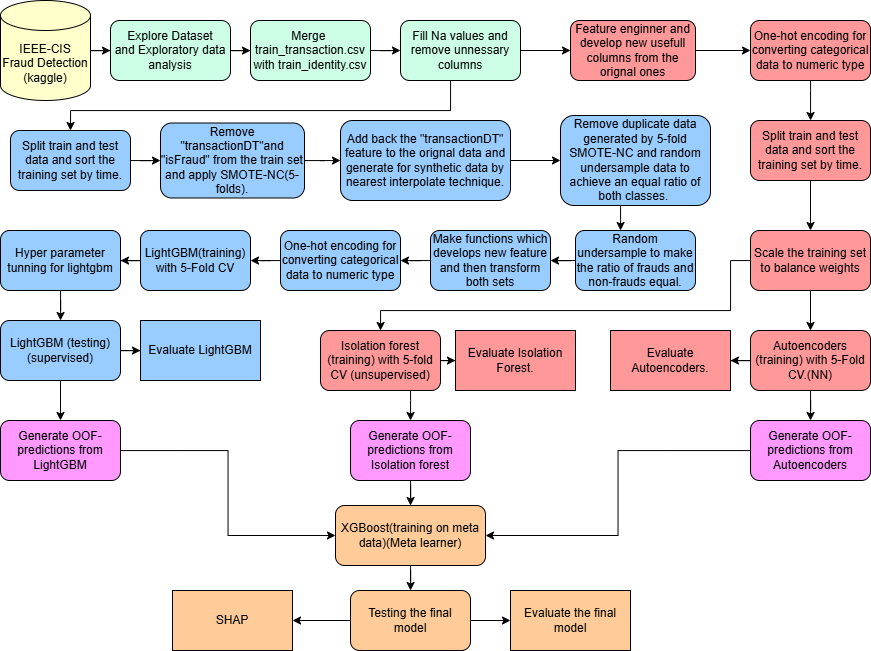 IEEE-CIS
Fraud Detection
(kaggle)
Explore Dataset
and Exploratory data
analysis
Merge
train_transaction.csv
with train_identity.csv
Fill Na values and
remove unnessary
columns
Feature enginner and
develop new usefull
columns from the
orignal ones
One-hot encoding for
converting categorical
data to numeric type
Split train and test
data and sort the
training set by time.
Remove
"transactionDT"and
"isFraud" from the train set
and apply SMOTE-NC(5-
folds).
Add back the "transactionDT"
feature to the orignal data and
generate for synthetic data by
nearest interpolate technique.
Remove duplicate data
generated by 5-fold
SMOTE-NC and random
undersample data to
achieve an equal ratio of
both classes.
Split train and test
data and sort the
training set by time.
Hyper parameter
tunning for lightgbm
LightGBM(training)
with 5-Fold CV
One-hot encoding for
converting categorical
data to numeric type
Make functions which
develops new feature
and then transform
both sets
Random
undersample to make
the ratio of frauds and
non-frauds equal.
Scale the training set
to balance weights
LightGBM (testing)
(supervised)
Evaluate LightGBM
Isolation forest
(training) with 5-fold
CV (unsupervised)
Evaluate Isolation
Forest.
Evaluate
Autoencoders.
Autoencoders
(training) with 5-Fold
CV.(NN)
Generate OOF-
predictions from
LightGBM
Generate OOF-
predictions from
Isolation forest
Generate OOF-
predictions from
Autoencoders
XGBoost(training on meta
data)(Meta learner)
SHAP
Testing the final
model
Evaluate the final
model